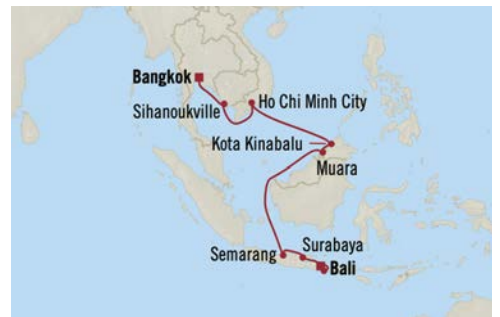 Bangkok
Sihanoukville
Ho Chi Minh City
Kota Kinabalu
Muara
Surabaya
Semarang
Bali